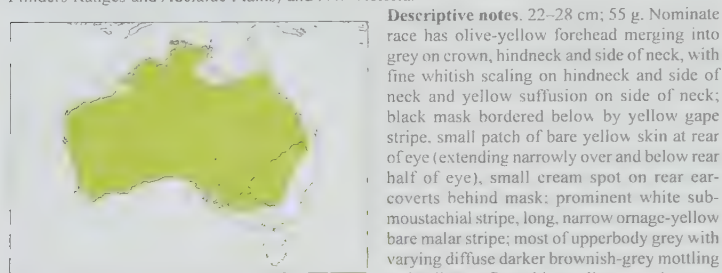 Descriptive notes. 22–28 cm; 55 g. Nominate
race has olive-yellow forehead merging into
grey on crown, hindneck and side of neck, with
fine whitish scaling on hindneck and side of
neck and yellow suffusion on side of neck;
black mask bordered below by yellow gape
stripe, small patch of bare yellow skin at rear
of eye (extending narrowly over and below rear
half of eye), small cream spot on rear ear-
coverts behind mask; prominent white sub-
moustachial stripe, long, narrow ornage-yellow
bare malar stripe; most of upperbody grey with
varying diffuse darker brownish-grey mottling